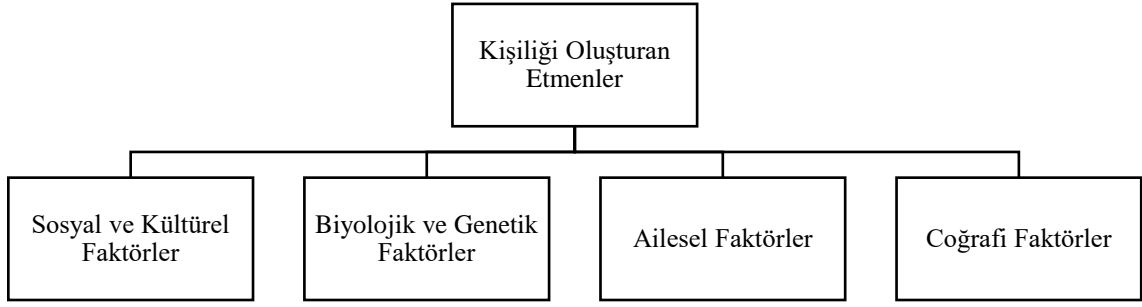 Kişiliği Oluşturan
Etmenler
Sosyal ve Kültürel
Faktörler
Biyolojik ve Genetik
Faktörler
Ailesel Faktörler
Coğrafi Faktörler